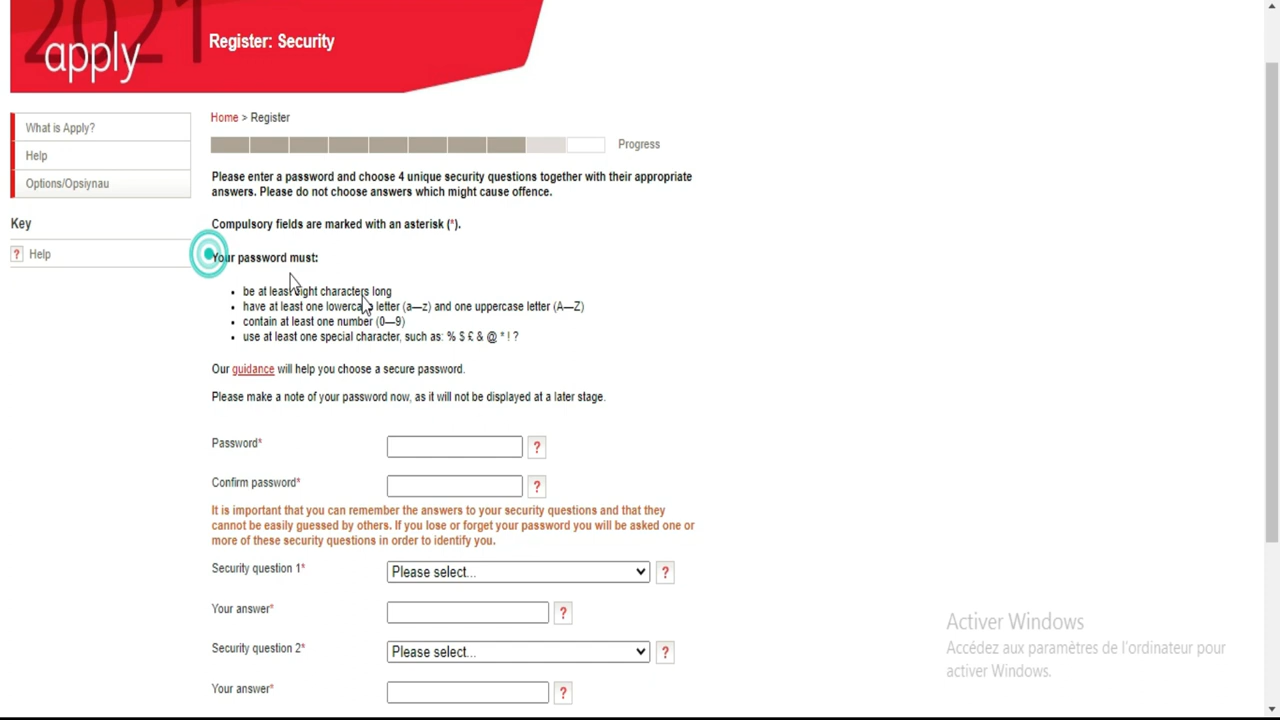 2021
apply
Register: Security
What is Apply?
Help
Options/Opsiynau
Key
? Help
Home > Register
Progress
Please enter a password and choose 4 unique security questions together with their appropriate
answers. Please do not choose answers which might cause offence.
Compulsory fields are marked with an asterisk (*).
Your password must:
• be at least eight characters long
• have at least one lowercase letter (a—z) and one uppercase letter (A—Z)
• contain at least one number (0—9)
• use at least one special character, such as: % $ £ & @ * ! ?
Our guidance will help you choose a secure password.
Please make a note of your password now, as it will not be displayed at a later stage.
Password* ?
Confirm password* ?
It is important that you can remember the answers to your security questions and that they
cannot be easily guessed by others. If you lose or forget your password you will be asked one or
more of these security questions in order to identify you.
Security question 1* Please select... ?
Your answer* ?
Security question 2* Please select... ?
Your answer* ?
Activer Windows
Accédez aux paramètres de l'ordinateur pour
activer Windows.